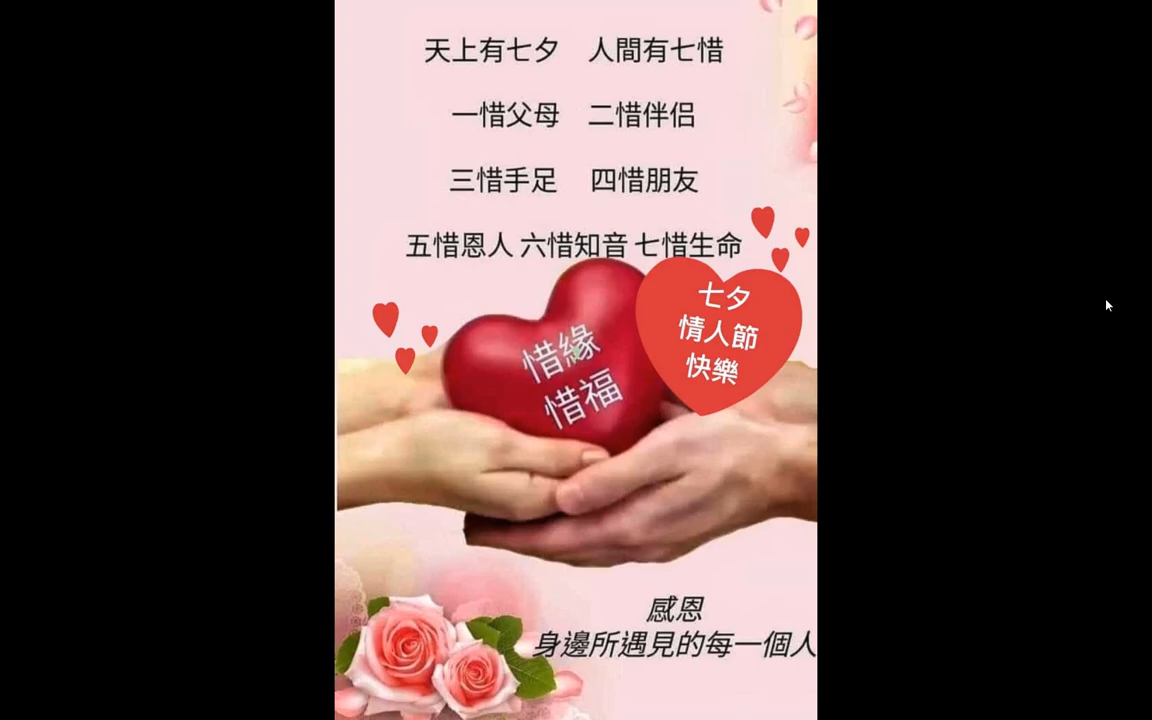 天上有七夕 人間有七惜
一惜父母 二惜伴侶
三惜手足 四惜朋友
五惜恩人 六惜知音 七惜生命
七夕
情人節
快樂
惜緣
惜福
感恩
身邊所遇見的每一個人